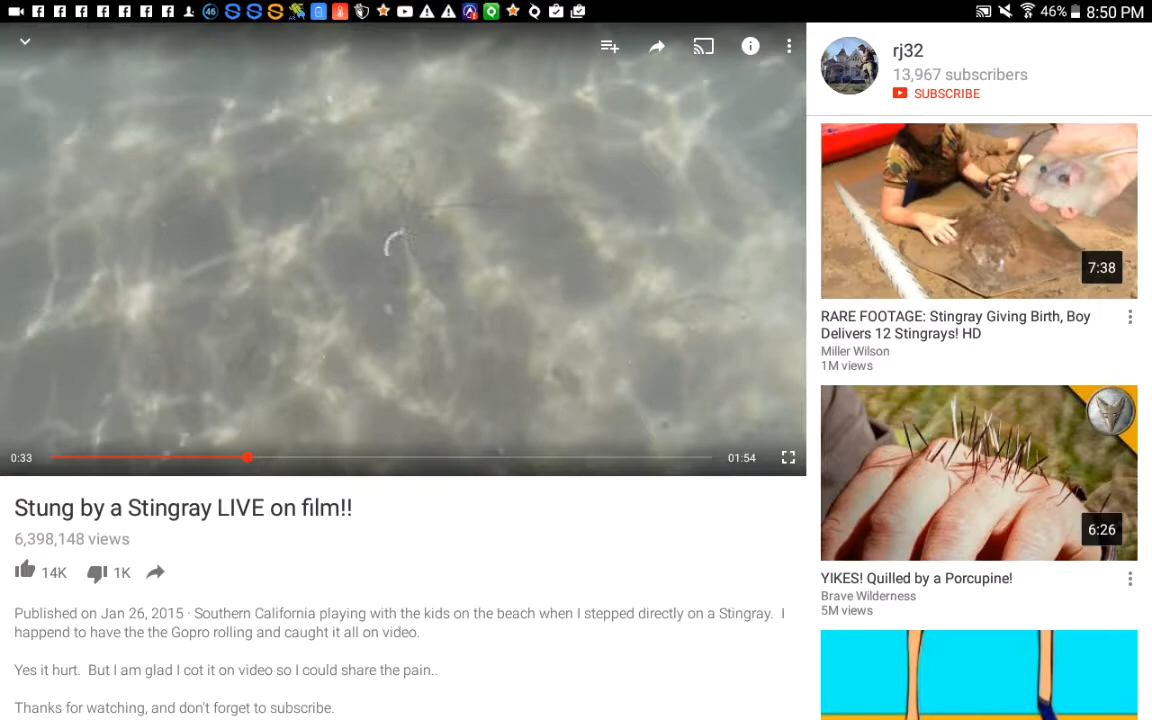 46
46% 8:50 PM
rj32
13,967 subscribers
SUBSCRIBE
0:33
01:54
7:38
RARE FOOTAGE: Stingray Giving Birth, Boy
Delivers 12 Stingrays! HD
Miller Wilson
1M views
6:26
YIKES! Quilled by a Porcupine!
Brave Wilderness
5M views
Stung by a Stingray LIVE on film!!
6,398,148 views
14K
1K
Published on Jan 26, 2015 · Southern California playing with the kids on the beach when I stepped directly on a Stingray.  I
happend to have the the Gopro rolling and caught it all on video.
Yes it hurt.  But I am glad I cot it on video so I could share the pain..
Thanks for watching, and don't forget to subscribe.